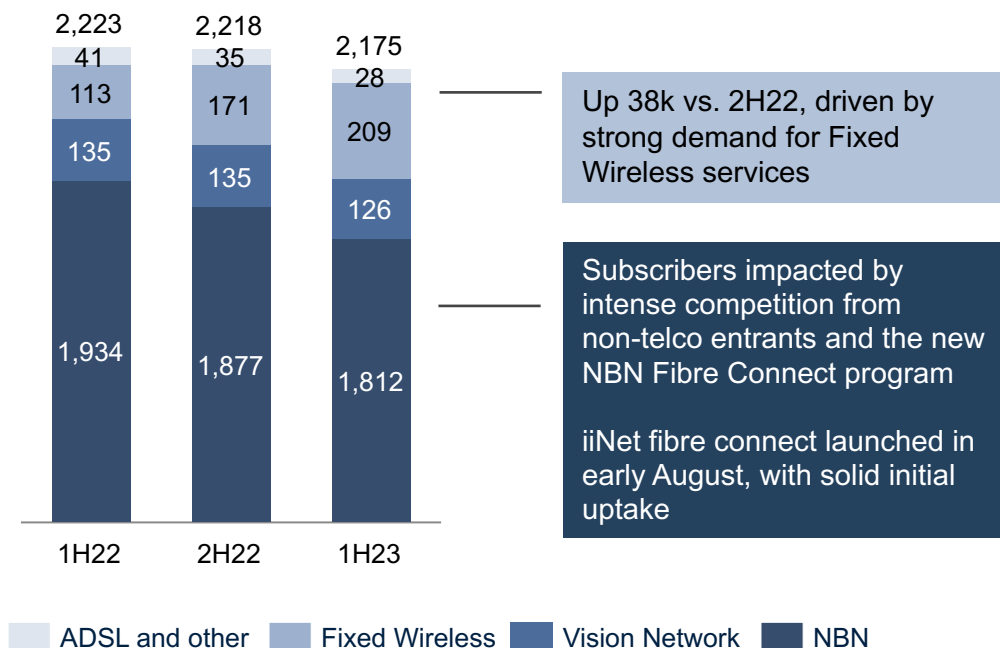 2,223
2,218
2,175
41
35
28
113
171
209
135
135
126
1,934
1,877
1,812
1H22
2H22
1H23
Up 38k vs. 2H22, driven by
strong demand for Fixed
Wireless services
Subscribers impacted by
intense competition from
non-telco entrants and the new
NBN Fibre Connect program
iiNet fibre connect launched in
early August, with solid initial
uptake
ADSL and other
Fixed Wireless
Vision Network
NBN